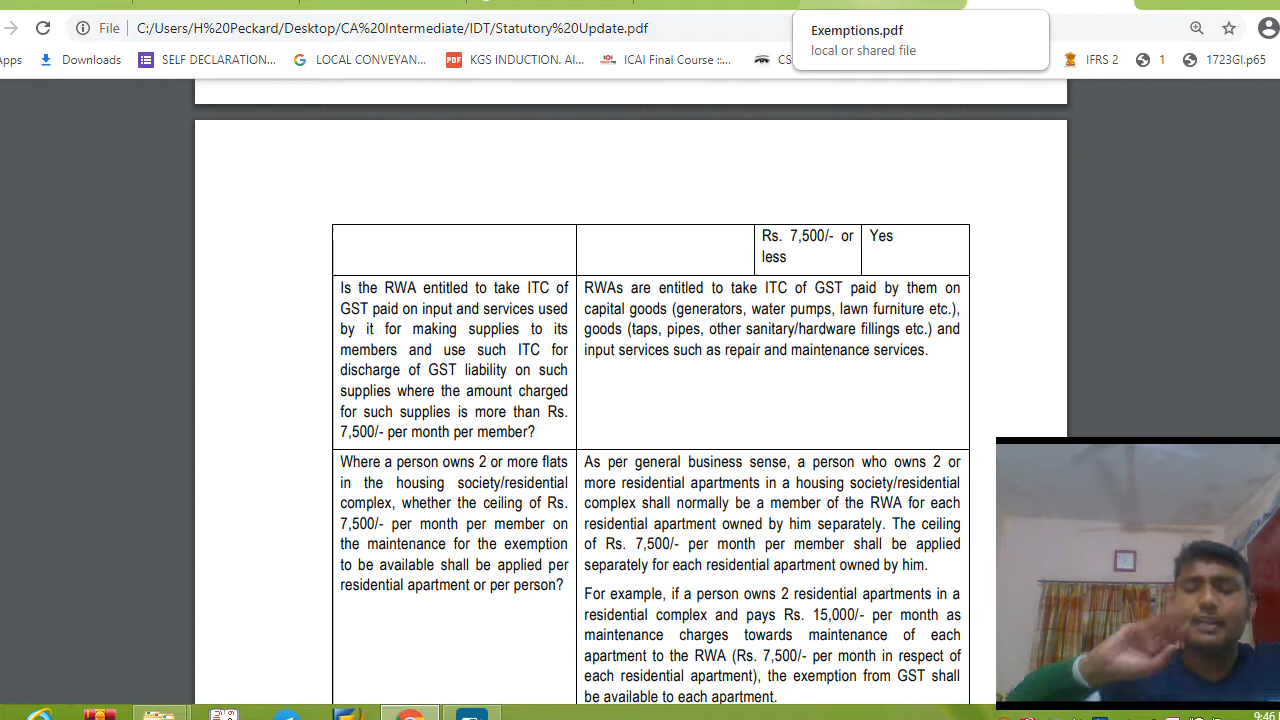 File
C:/Users/H%20Peckard/Desktop/CA%20Intermediate/IDT/Statutory%20Update.pdf
Exemptions.pdf
local or shared file
pps
Downloads
SELF DECLARATION...
LOCAL CONVEYAN...
KGS INDUCTION. AI...
ICAI Final Course ::...
CS
IFRS 2
1
1723GI.p65
Rs. 7,500/- or
less
Yes
Is the RWA entitled to take ITC of
GST paid on input and services used
by it for making supplies to its
members and use such ITC for
discharge of GST liability on such
supplies where the amount charged
for such supplies is more than Rs.
7,500/- per month per member?
RWAs are entitled to take ITC of GST paid by them on
capital goods (generators, water pumps, lawn furniture etc.),
goods (taps, pipes, other sanitary/hardware fillings etc.) and
input services such as repair and maintenance services.
Where a person owns 2 or more flats
in the housing society/residential
complex, whether the ceiling of Rs.
7,500/- per month per member on
the maintenance for the exemption
to be available shall be applied per
residential apartment or per person?
As per general business sense, a person who owns 2 or
more residential apartments in a housing society/residential
complex shall normally be a member of the RWA for each
residential apartment owned by him separately. The ceiling
of Rs. 7,500/- per month per member shall be applied
separately for each residential apartment owned by him.
For example, if a person owns 2 residential apartments in a
residential complex and pays Rs. 15,000/- per month as
maintenance charges towards maintenance of each
apartment to the RWA (Rs. 7,500/- per month in respect of
each residential apartment), the exemption from GST shall
be available to each apartment.
9:46